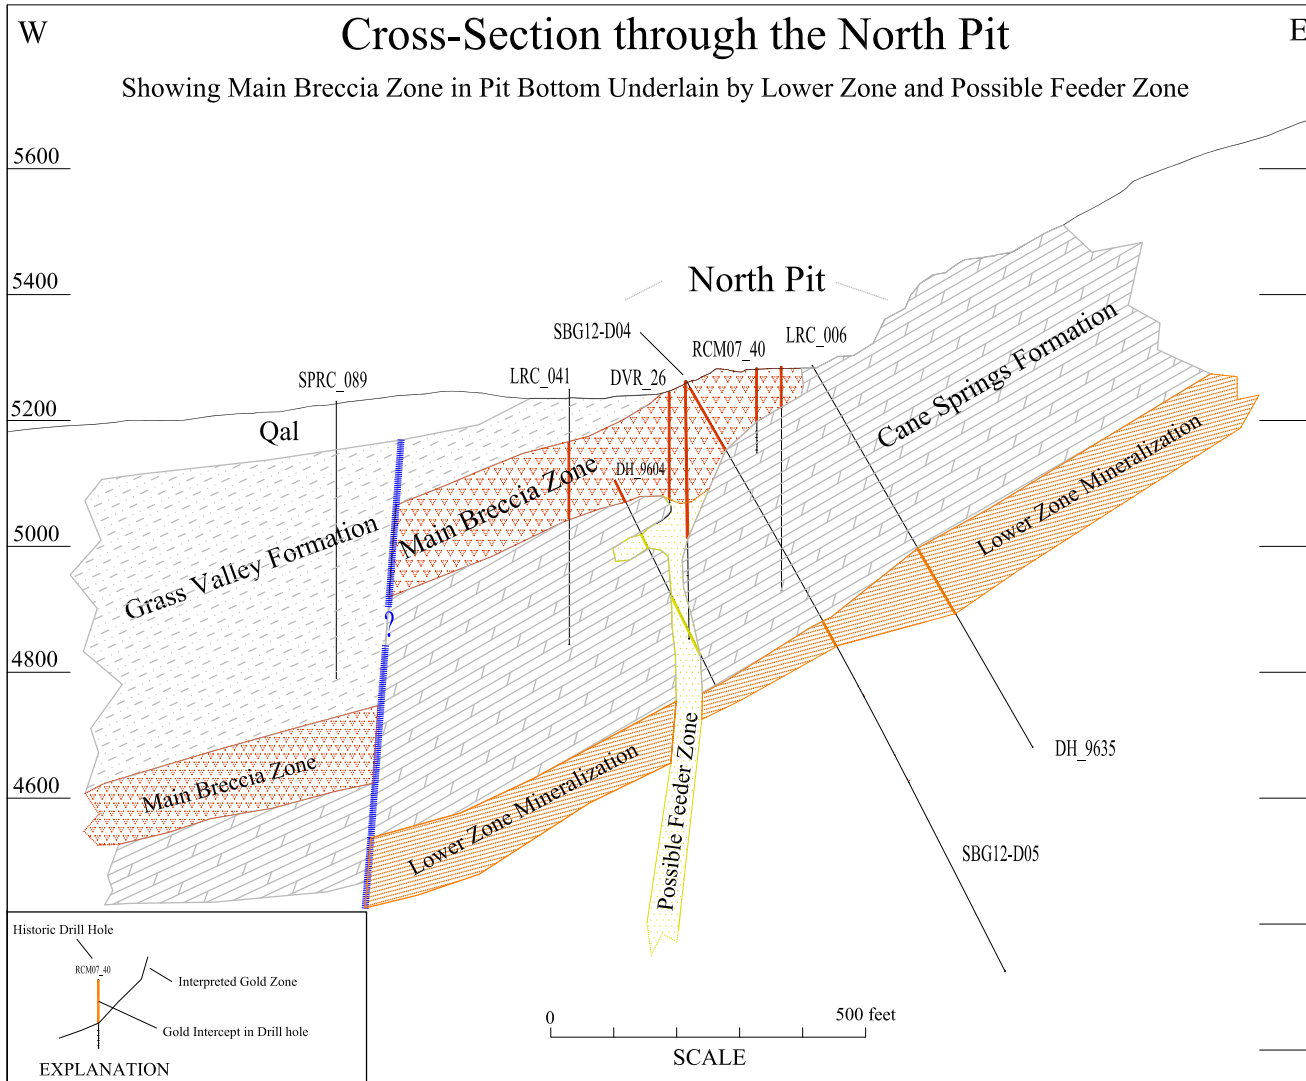 W
Cross-Section through the North Pit
E
Showing Main Breccia Zone in Pit Bottom Underlain by Lower Zone and Possible Feeder Zone
5600
5400
North Pit
SBG12-D04
RCM07_40
LRC_006
SPRC_089
LRC_041
DVR_26
5200
Qal
Cane Springs Formation
Main Breccia Zone
DH_9604
Lower Zone Mineralization
5000
Grass Valley Formation
?
4800
DH_9635
Main Breccia Zone
4600
Lower Zone Mineralization
Possible Feeder Zone
SBG12-D05
Historic Drill Hole
RCM07_40
Interpreted Gold Zone
Gold Intercept in Drill hole
EXPLANATION
0
500 feet
SCALE